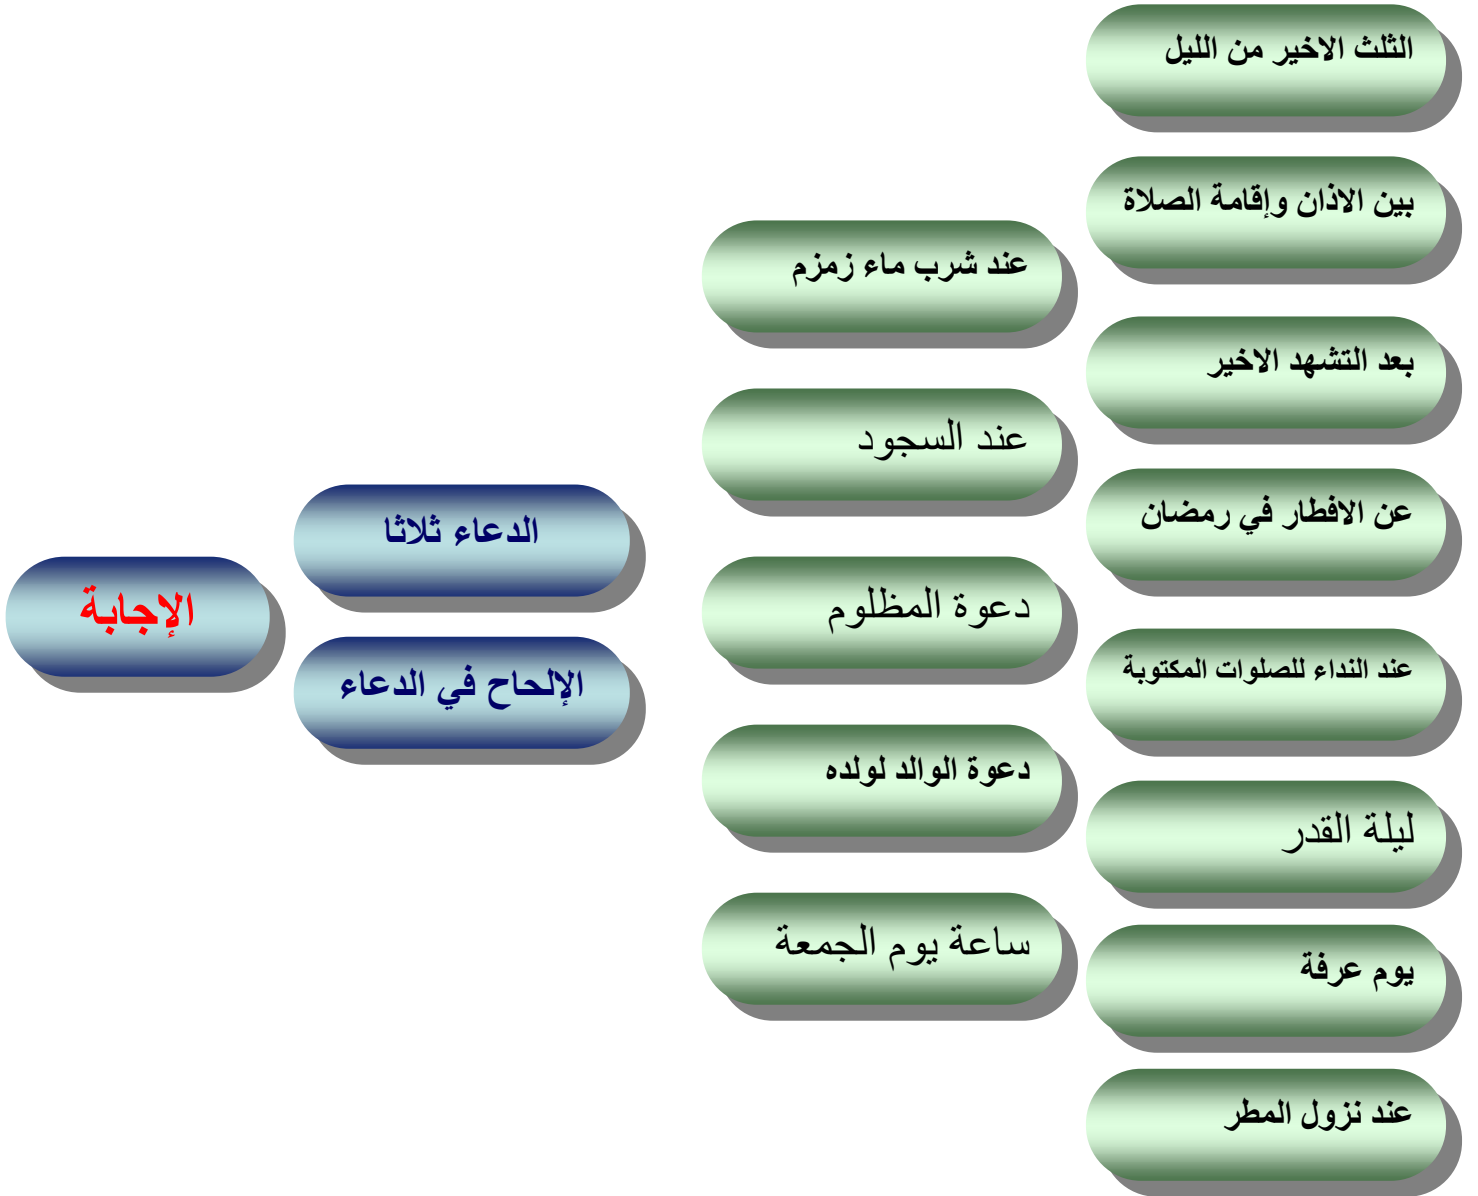 الثلث الاخير من الليل
بين الاذان وإقامة الصلاة
بعد التشهد الاخير
عن الافطار في رمضان
عند النداء للصلوات المكتوبة
ليلة القدر
يوم عرفة
عند نزول المطر
عند شرب ماء زمزم
عند السجود
دعوة المظلوم
دعوة الوالد لولده
ساعة يوم الجمعة
الدعاء ثلاثا
الإلحاح في الدعاء
الإجابة